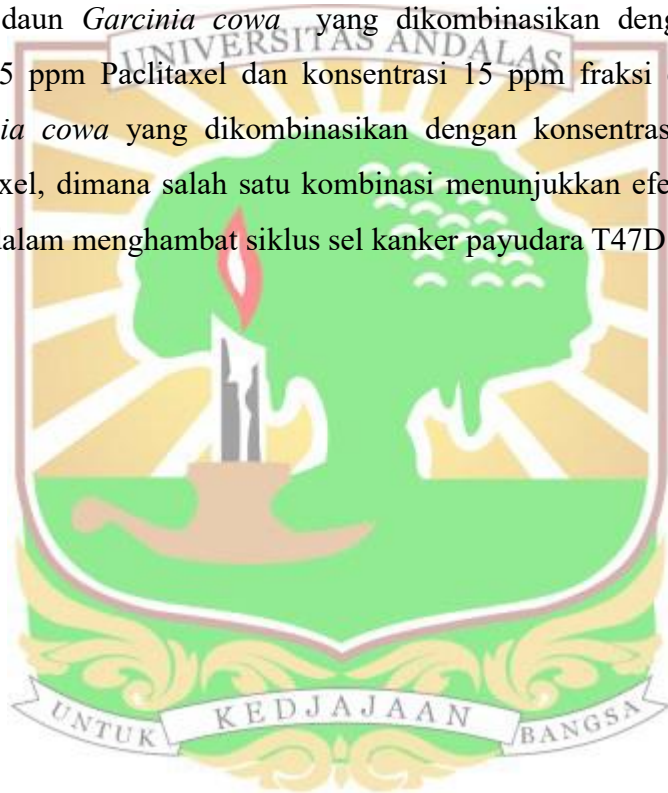 daun Garcinia cowa yang dikombinasikan deng
UNIVERSITAS ANDALAS
5 ppm Paclitaxel dan konsentrasi 15 ppm fraksi
ia cowa yang dikombinasikan dengan konsentras
xel, dimana salah satu kombinasi menunjukkan efe
dalam menghambat siklus sel kanker payudara T47D
UNTUK KEDJAJAAN BANGSA